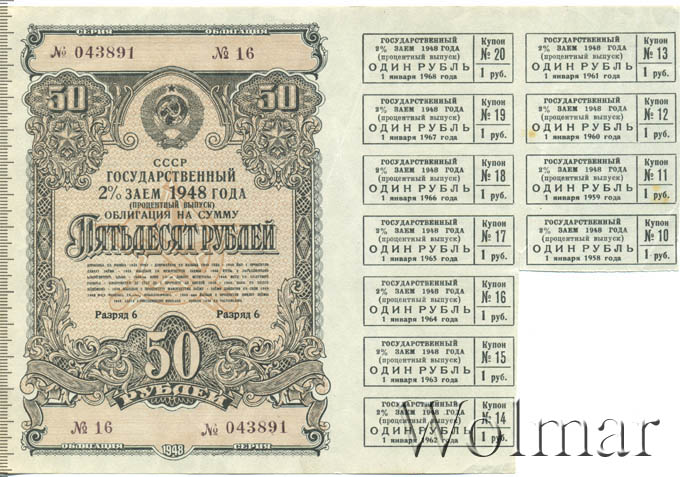 СЕРИЯ ОБЛИГАЦИЯ
№ 043891 № 16
50 50
СССР
ГОСУДАРСТВЕННЫЙ
2% ЗАЕМ 1948 ГОДА
(ПРОЦЕНТНЫЙ ВЫПУСК)
ОБЛИГАЦИЯ НА СУММУ
ПЯТЬДЕСЯТ РУБЛЕЙ
Разряд 6 Разряд 6
50
РУБЛЕЙ
№ 16 № 043891
ОБЛИГАЦИЯ 1948 СЕРИЯ
ГОСУДАРСТВЕННЫЙ
2% ЗАЕМ 1948 ГОДА
(процентный выпуск)
ОДИН РУБЛЬ
1 января 1968 года
Купон
№ 20
1 руб.
ГОСУДАРСТВЕННЫЙ
2% ЗАЕМ 1948 ГОДА
(процентный выпуск)
ОДИН РУБЛЬ
1 января 1967 года
Купон
№ 19
1 руб.
ГОСУДАРСТВЕННЫЙ
2% ЗАЕМ 1948 ГОДА
(процентный выпуск)
ОДИН РУБЛЬ
1 января 1966 года
Купон
№ 18
1 руб.
ГОСУДАРСТВЕННЫЙ
2% ЗАЕМ 1948 ГОДА
(процентный выпуск)
ОДИН РУБЛЬ
1 января 1965 года
Купон
№ 17
1 руб.
ГОСУДАРСТВЕННЫЙ
2% ЗАЕМ 1948 ГОДА
(процентный выпуск)
ОДИН РУБЛЬ
1 января 1964 года
Купон
№ 16
1 руб.
ГОСУДАРСТВЕННЫЙ
2% ЗАЕМ 1948 ГОДА
(процентный выпуск)
ОДИН РУБЛЬ
1 января 1963 года
Купон
№ 15
1 руб.
ГОСУДАРСТВЕННЫЙ
2% ЗАЕМ 1948 ГОДА
(процентный выпуск)
ОДИН РУБЛЬ
1 января 1962 года
Купон
№ 14
1 руб.
ГОСУДАРСТВЕННЫЙ
2% ЗАЕМ 1948 ГОДА
(процентный выпуск)
ОДИН РУБЛЬ
1 января 1961 года
Купон
№ 13
1 руб.
ГОСУДАРСТВЕННЫЙ
2% ЗАЕМ 1948 ГОДА
(процентный выпуск)
ОДИН РУБЛЬ
1 января 1960 года
Купон
№ 12
1 руб.
ГОСУДАРСТВЕННЫЙ
2% ЗАЕМ 1948 ГОДА
(процентный выпуск)
ОДИН РУБЛЬ
1 января 1959 года
Купон
№ 11
1 руб.
ГОСУДАРСТВЕННЫЙ
2% ЗАЕМ 1948 ГОДА
(процентный выпуск)
ОДИН РУБЛЬ
1 января 1958 года
Купон
№ 10
1 руб.
Wolmar